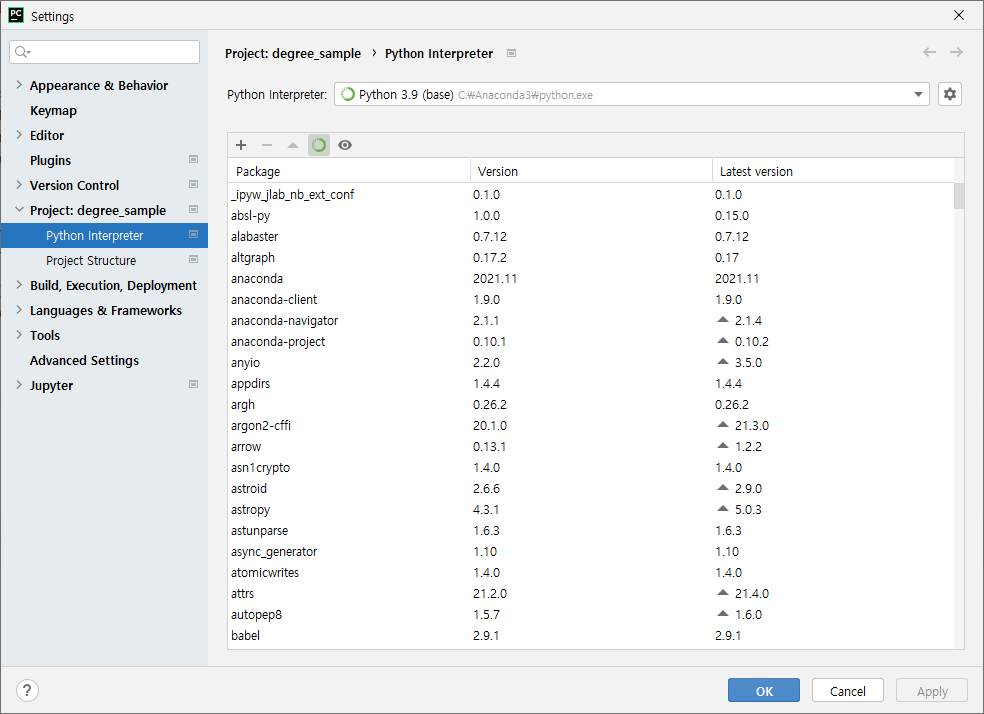 PC Settings
Project: degree_sample › Python Interpreter
Python Interpreter: Python 3.9 (base) C:₩Anaconda3₩python.exe
Appearance & Behavior
Keymap
Editor
Plugins
Version Control
Project: degree_sample
Python Interpreter
Project Structure
Build, Execution, Deployment
Languages & Frameworks
Tools
Advanced Settings
Jupyter
Package Version Latest version
_ipyw_jlab_nb_ext_conf 0.1.0 0.1.0
absl-py 1.0.0 0.15.0
alabaster 0.7.12 0.7.12
altgraph 0.17.2 0.17
anaconda 2021.11 2021.11
anaconda-client 1.9.0 1.9.0
anaconda-navigator 2.1.1 2.1.4
anaconda-project 0.10.1 0.10.2
anyio 2.2.0 3.5.0
appdirs 1.4.4 1.4.4
argh 0.26.2 0.26.2
argon2-cffi 20.1.0 21.3.0
arrow 0.13.1 1.2.2
asn1crypto 1.4.0 1.4.0
astroid 2.6.6 2.9.0
astropy 4.3.1 5.0.3
astunparse 1.6.3 1.6.3
async_generator 1.10 1.10
atomicwrites 1.4.0 1.4.0
attrs 21.2.0 21.4.0
autopep8 1.5.7 1.6.0
babel 2.9.1 2.9.1
? OK Cancel Apply